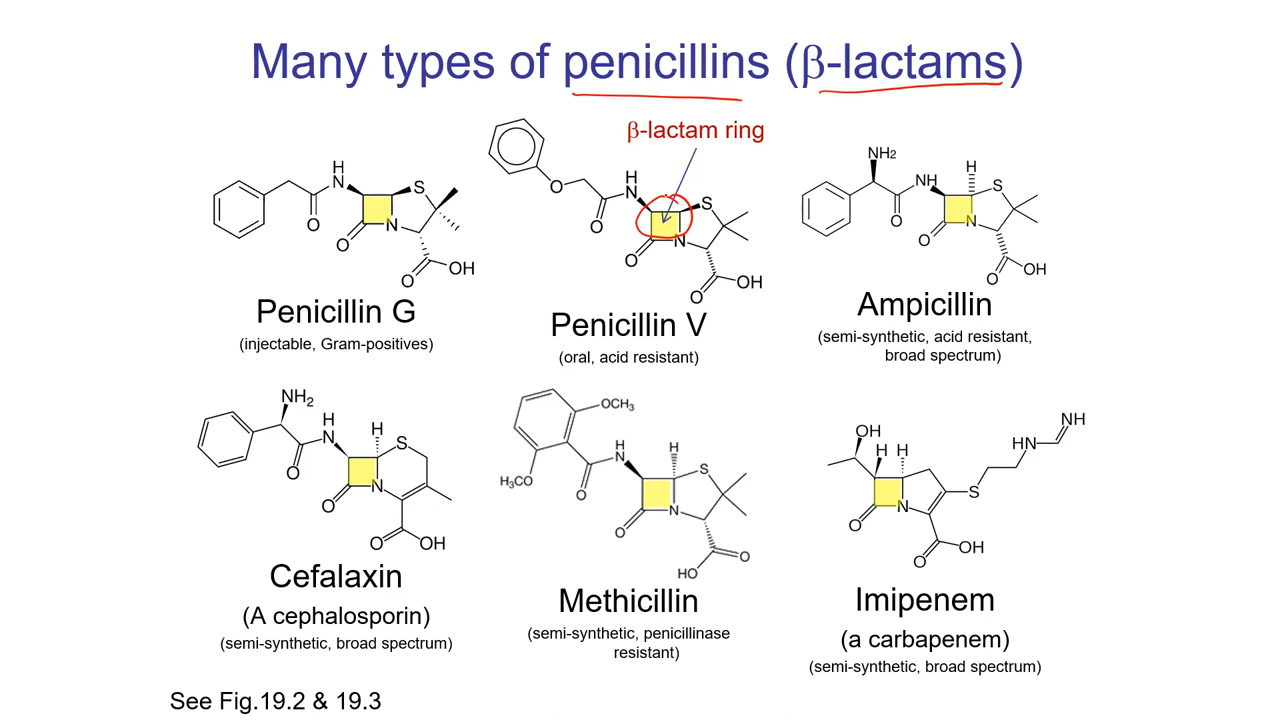 Many types of penicillins (β-lactams)
β-lactam ring
H
N
O
O
N
S
O
OH
Penicillin G
(injectable, Gram-positives)
O
O
H
N
O
N
S
O
OH
Penicillin V
(oral, acid resistant)
NH2
O
NH
H
S
O
N
O
OH
Ampicillin
(semi-synthetic, acid resistant,
broad spectrum)
NH2
O
H
N
H
S
O
N
O
OH
Cefalaxin
(A cephalosporin)
(semi-synthetic, broad spectrum)
OCH3
H3CO
O
H
N
H
S
O
N
O
HO
Methicillin
(semi-synthetic, penicillinase
resistant)
OH
H
H
O
N
S
HN
NH
O
OH
Imipenem
(a carbapenem)
(semi-synthetic, broad spectrum)
See Fig.19.2 & 19.3